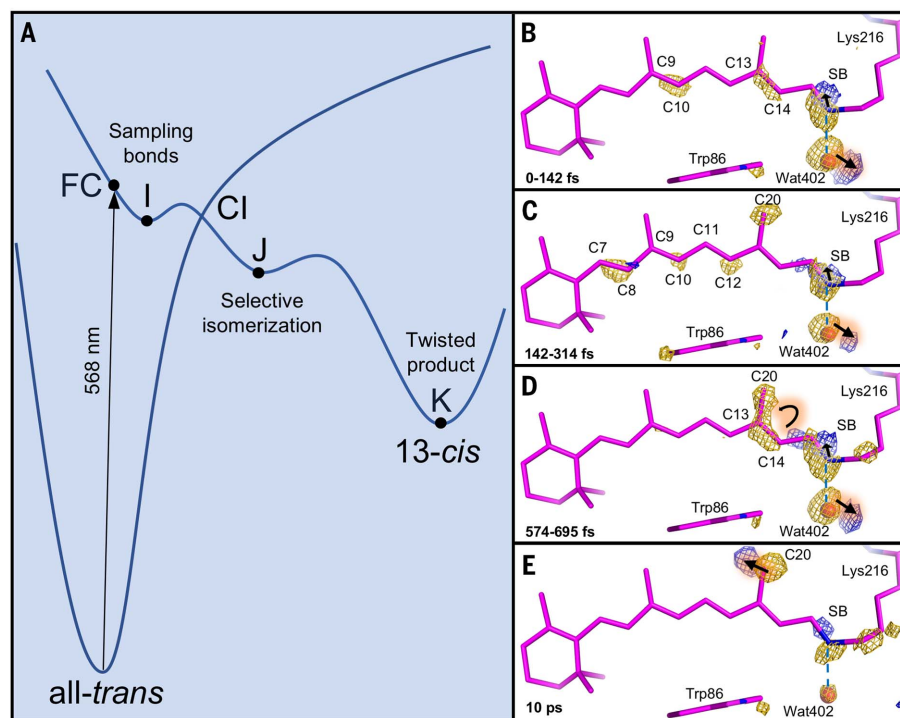 A
Sampling
bonds
FC
I
CI
J
Selective
isomerization
568 nm
Twisted
product
K
13-cis
all-trans
B
Lys216
C9
C13
SB
C10
C14
Trp86
Wat402
0-142 fs
C
C20
Lys216
C7
C9
C11
SB
C8
C10
C12
Trp86
Wat402
142-314 fs
D
C20
Lys216
C13
SB
C14
Trp86
Wat402
574-695 fs
E
C20
Lys216
SB
Trp86
Wat402
10 ps